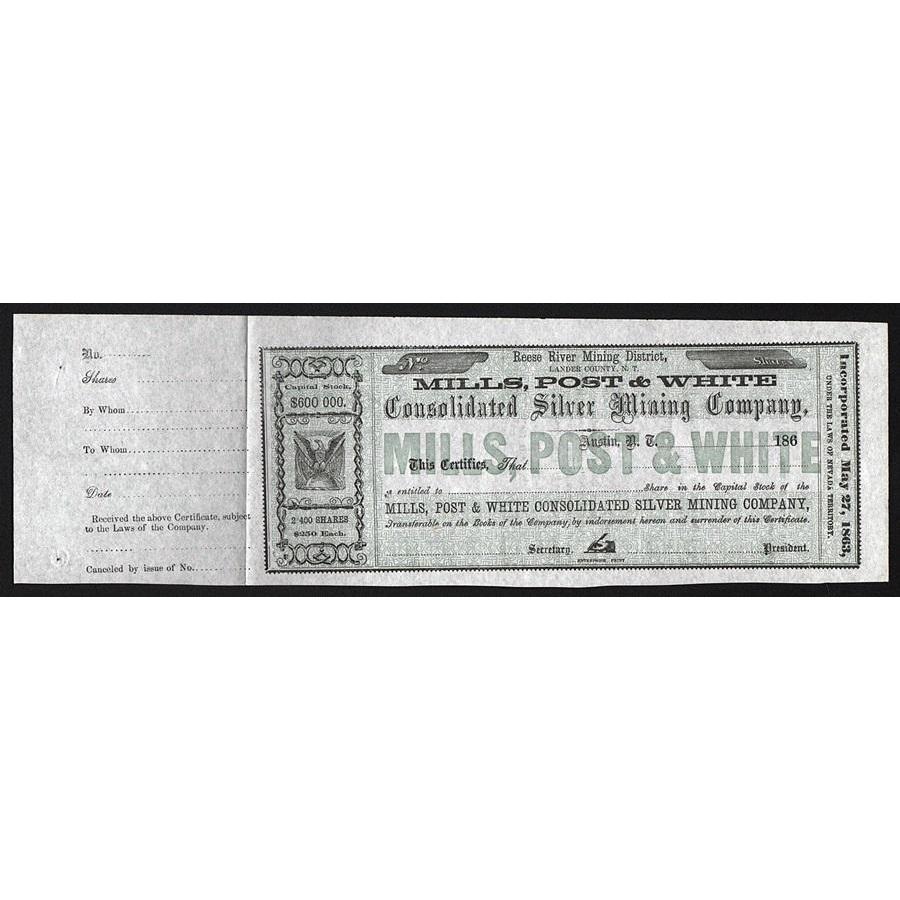 No. ..........
Shares ....................
By Whom....................
To Whom....................
Date ....................
Received the above Certificate, subject
to the Laws of the Company.
Canceled by issue of No.......
Capital Stock,
$600 000.
2 400 SHARES
$250 Each.
No
Shares
Reese River Mining District,
LANDER COUNTY, N. T.
MILLS, POST & WHITE
Consolidated Silver Mining Company,
Austin, N. T. 186
MILLS, POST & WHITE
This Certifies, That
is entitled to ....................Share in the Capital Stock of the
MILLS, POST & WHITE CONSOLIDATED SILVER MINING COMPANY,
Transferable on the Books of the Company, by indorsement hereon and surrender of this Certificate.
Secretary. President.
ENTERPRISE PRINT
Incorporated May 27, 1863,
UNDER THE LAWS OF NEVADA TERRITORY.